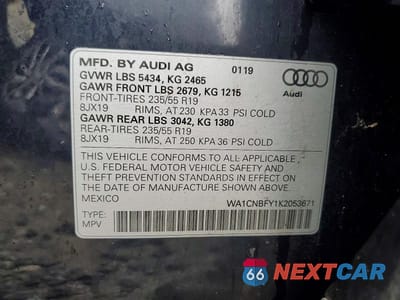 MFD. BY AUDI AG 01 19
GVWR LBS 5434, KG 2465
GAWR FRONT LBS 2679, KG 1215
FRONT-TIRES 235/55 R19
8JX19 RIMS, AT 230 KPA 33 PSI COLD
GAWR REAR LBS 3042, KG 1380
REAR-TIRES 235/55 R19
8JX19 RIMS, AT 250 KPA 36 PSI COLD
Audi
THIS VEHICLE CONFORMS TO ALL APPLICABLE
U.S. FEDERAL MOTOR VEHICLE SAFETY AND
THEFT PREVENTION STANDARDS IN EFFECT ON
THE DATE OF MANUFACTURE SHOWN ABOVE
MEXICO WA1CNBFY1K2053671
TYPE:
MPV
66 NEXTCAR